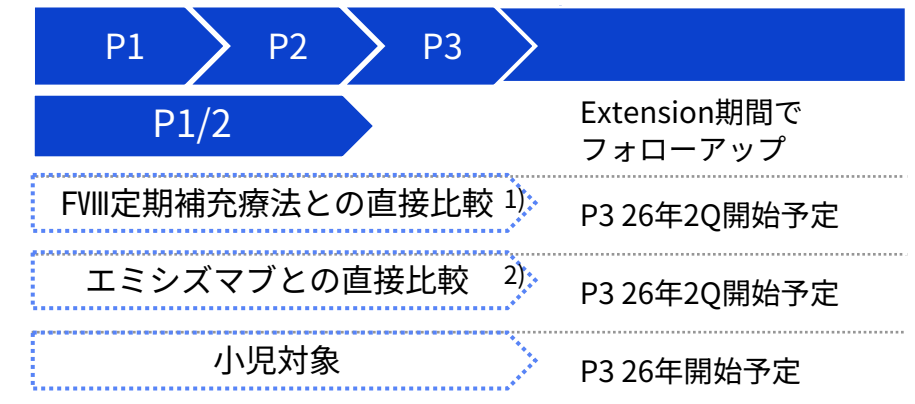 P1 P2 P3
P1/2
Extension期間で
フォローアップ
FⅧ定期補充療法との直接比較 1)
P3 26年2Q開始予定
エミシズマブとの直接比較 2)
P3 26年2Q開始予定
小児対象
P3 26年開始予定